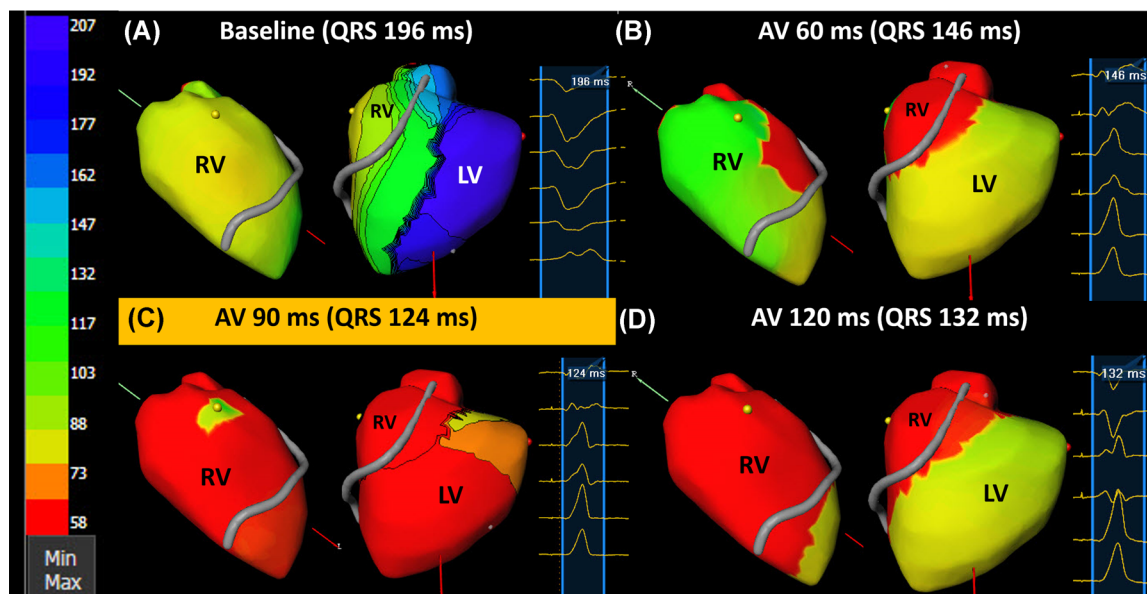 207
192
177
162
147
132
117
103
88
73
58
Min
Max
(A) Baseline (QRS 196 ms)
RV
RV
LV
196 ms
(B) AV 60 ms (QRS 146 ms)
RV
RV
LV
146 ms
(C) AV 90 ms (QRS 124 ms)
RV
RV
LV
124 ms
(D) AV 120 ms (QRS 132 ms)
RV
RV
LV
132 ms